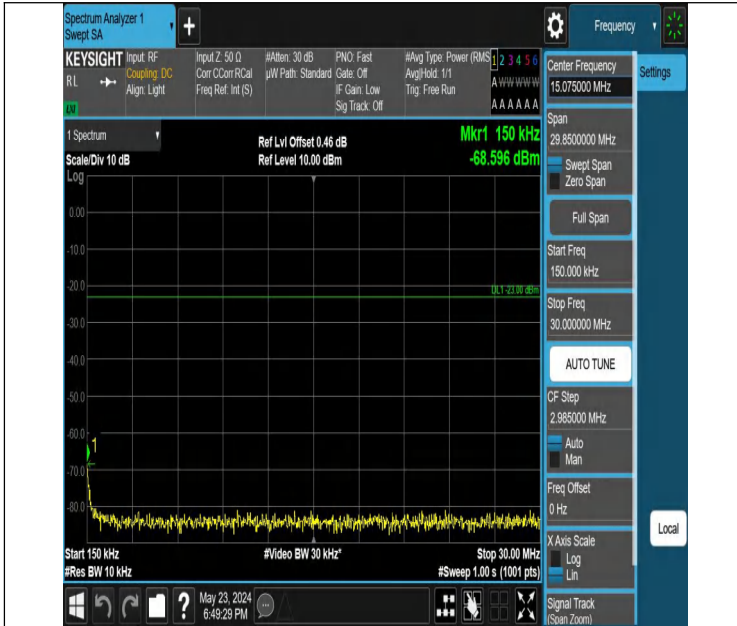 Spectrum Analyzer 1
Swept SA
+
Frequency
KEYSIGHT
RL
LXI
Input: RF
Coupling: DC
Align: Light
Input Z: 50 Ω
Corr CCorr RCal
Freq Ref: Int (S)
#Atten: 30 dB
µW Path: Standard
PNO: Fast
Gate: Off
IF Gain: Low
Sig Track: Off
#Avg Type: Power (RMS
Avg|Hold: 1/1
Trig: Free Run
1 2 3 4 5 6
A W W W W W
A A A A A A
Center Frequency
15.075000 MHz
Settings
Span
29.8500000 MHz
Swept Span
Zero Span
Full Span
Start Freq
150.000 kHz
Stop Freq
30.000000 MHz
AUTO TUNE
CF Step
2.985000 MHz
Auto
Man
Freq Offset
0 Hz
X Axis Scale
Log
Lin
Signal Track
(Span Zoom)
Local
1 Spectrum
Scale/Div 10 dB
Log
Ref Lvl Offset 0.46 dB
Ref Level 10.00 dBm
Mkr1 150 kHz
-68.596 dBm
0.00
-10.0
-20.0
DL1 -23.00 dBm
-30.0
-40.0
-50.0
-60.0
1
-70.0
-80.0
Start 150 kHz
#Video BW 30 kHz*
Stop 30.00 MHz
#Res BW 10 kHz
#Sweep 1.00 s (1001 pts)
?
May 23, 2024
6:49:29 PM